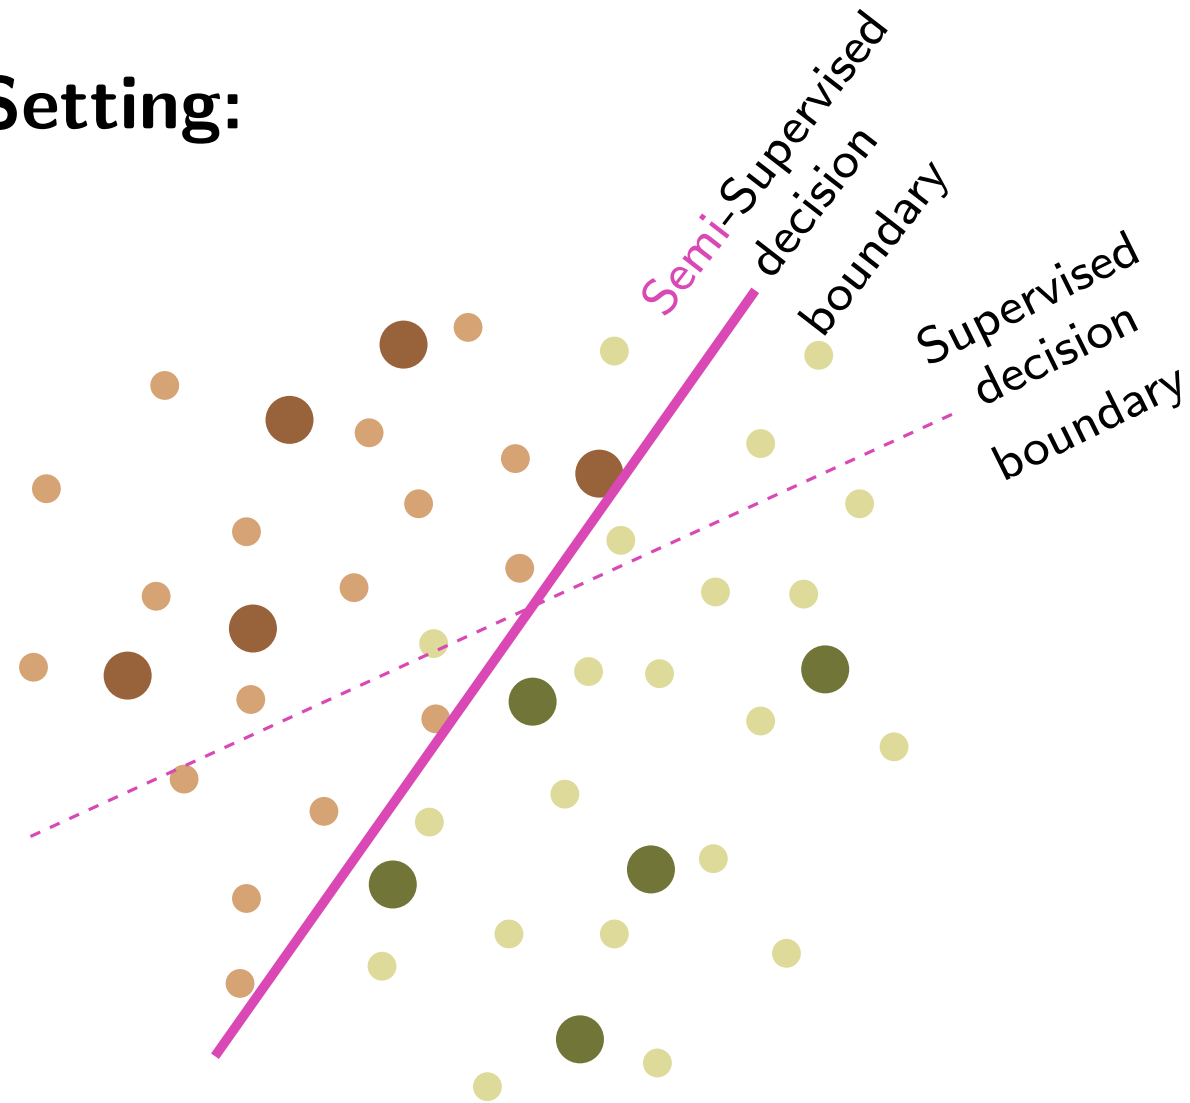 Setting:
Semi-Supervised
decision
boundary
Supervised
decision
boundary